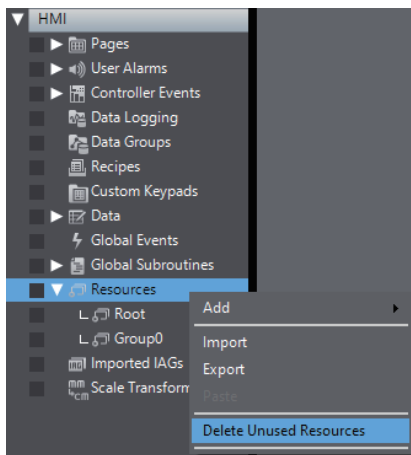 HMI
Pages
User Alarms
Controller Events
Data Logging
Data Groups
Recipes
Custom Keypads
Data
Global Events
Global Subroutines
Resources
Root
Group0
Imported IAGs
Scale Transform
Add
Import
Export
Paste
Delete Unused Resources